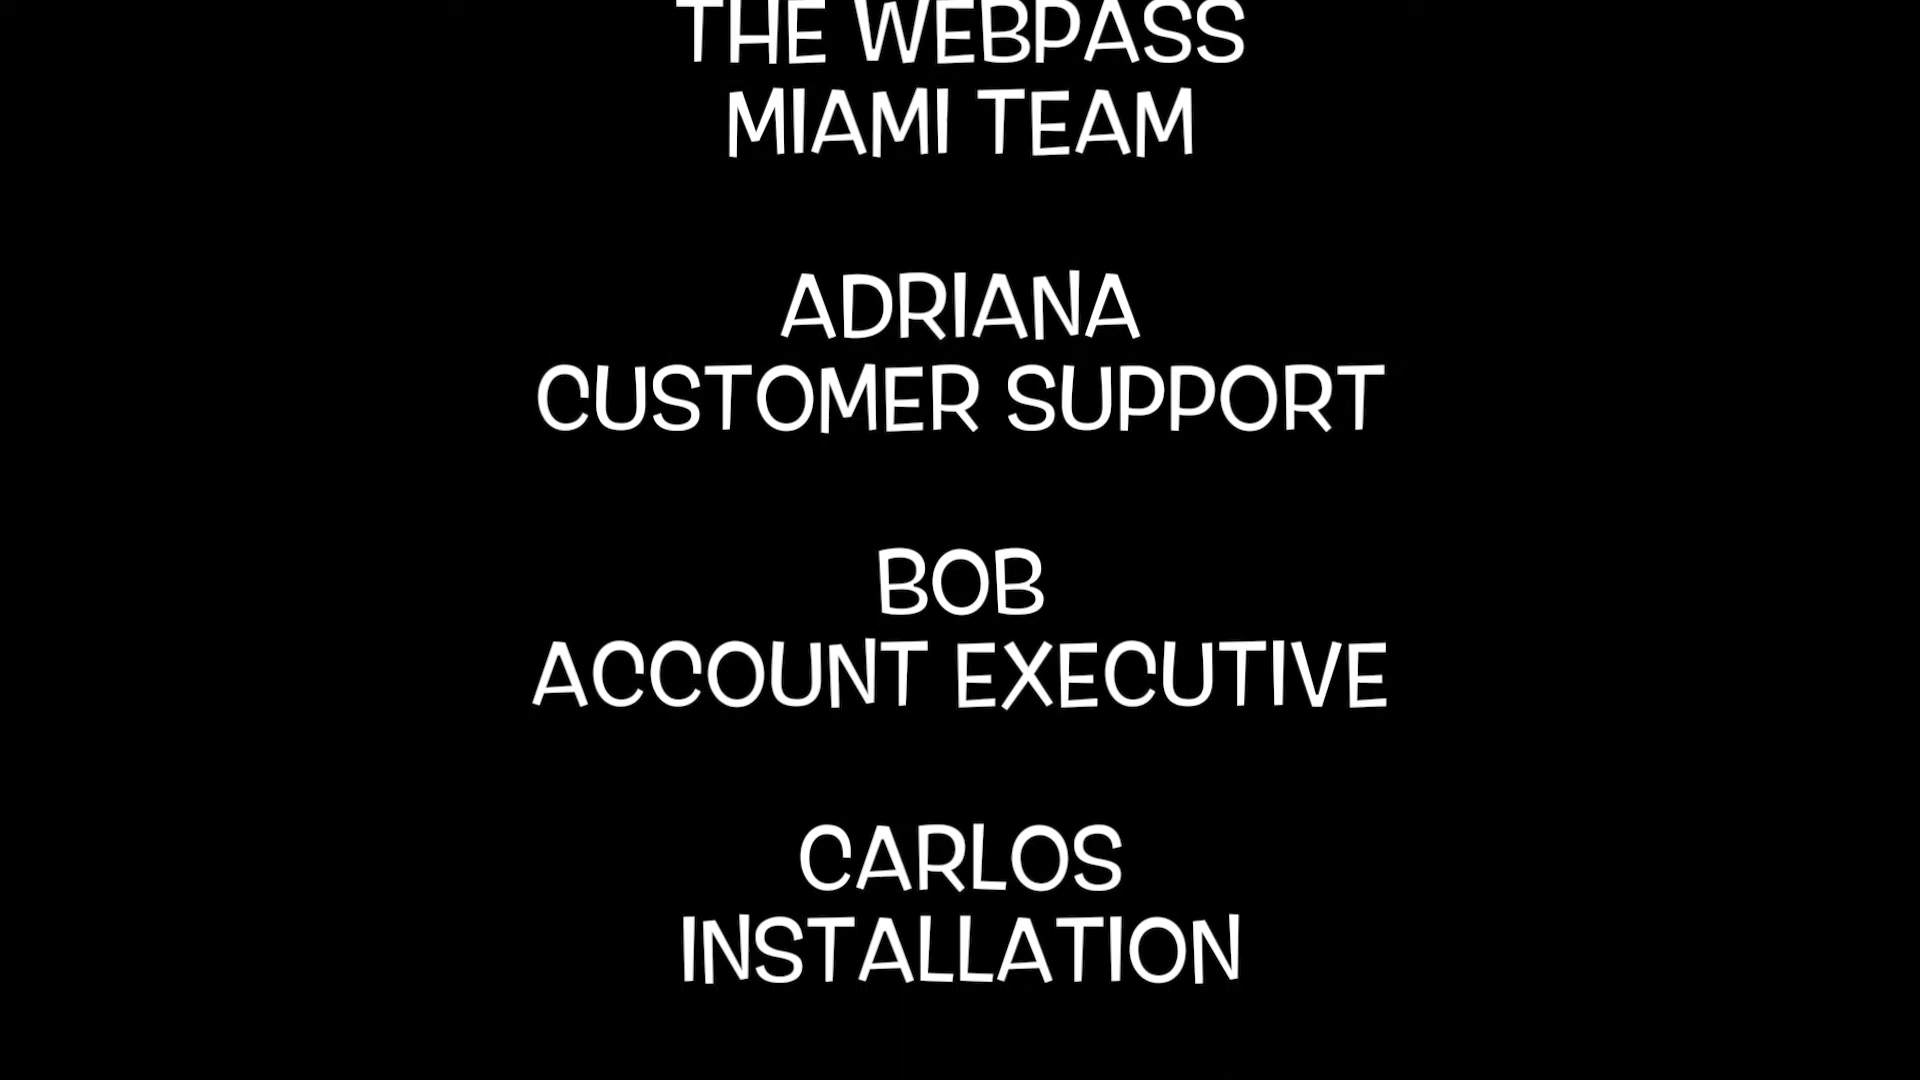 THE WEBPASS
MIAMI TEAM
ADRIANA
CUSTOMER SUPPORT
BOB
ACCOUNT EXECUTIVE
CARLOS
INSTALLATION